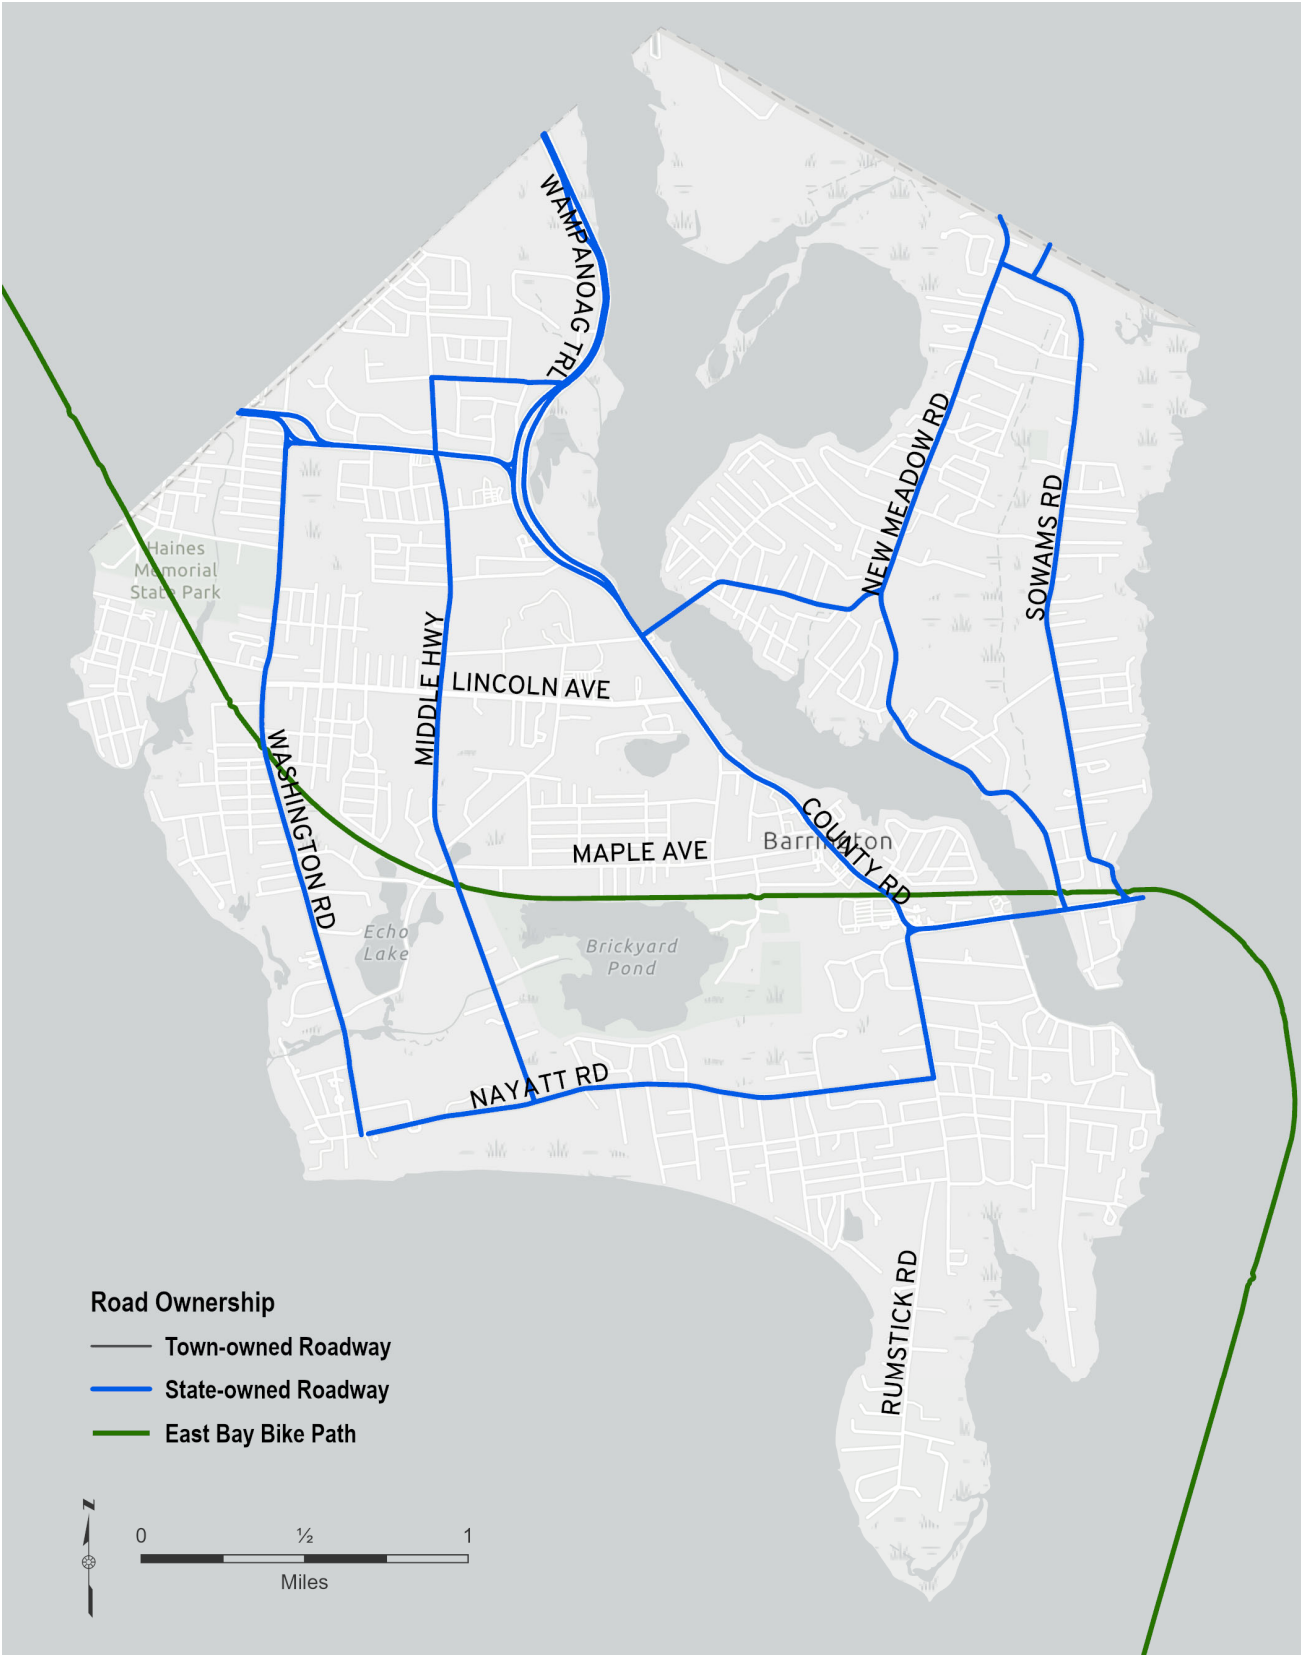 WAMPANOAG TRL
NEW MEADOW RD
SOWAMS RD
Haines
Memorial
State Park
MIDDLE HWY
LINCOLN AVE
WASHINGTON RD
MAPLE AVE
COUNTY RD
Barrington
Echo
Lake
Brickyard
Pond
NAYATT RD
RUMSTICK RD
Road Ownership
Town-owned Roadway
State-owned Roadway
East Bay Bike Path
N
0 ½ 1
Miles